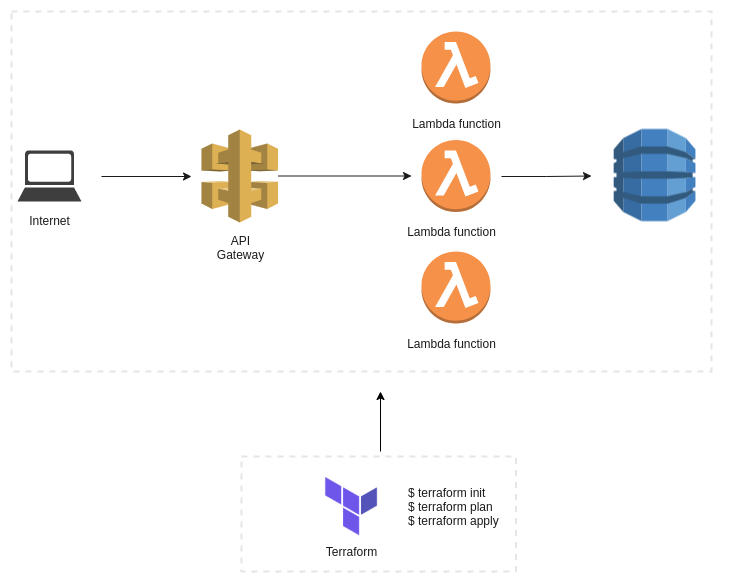 Lambda function
Internet
API
Gateway
Lambda function
Lambda function
Terraform
$ terraform init
$ terraform plan
$ terraform apply